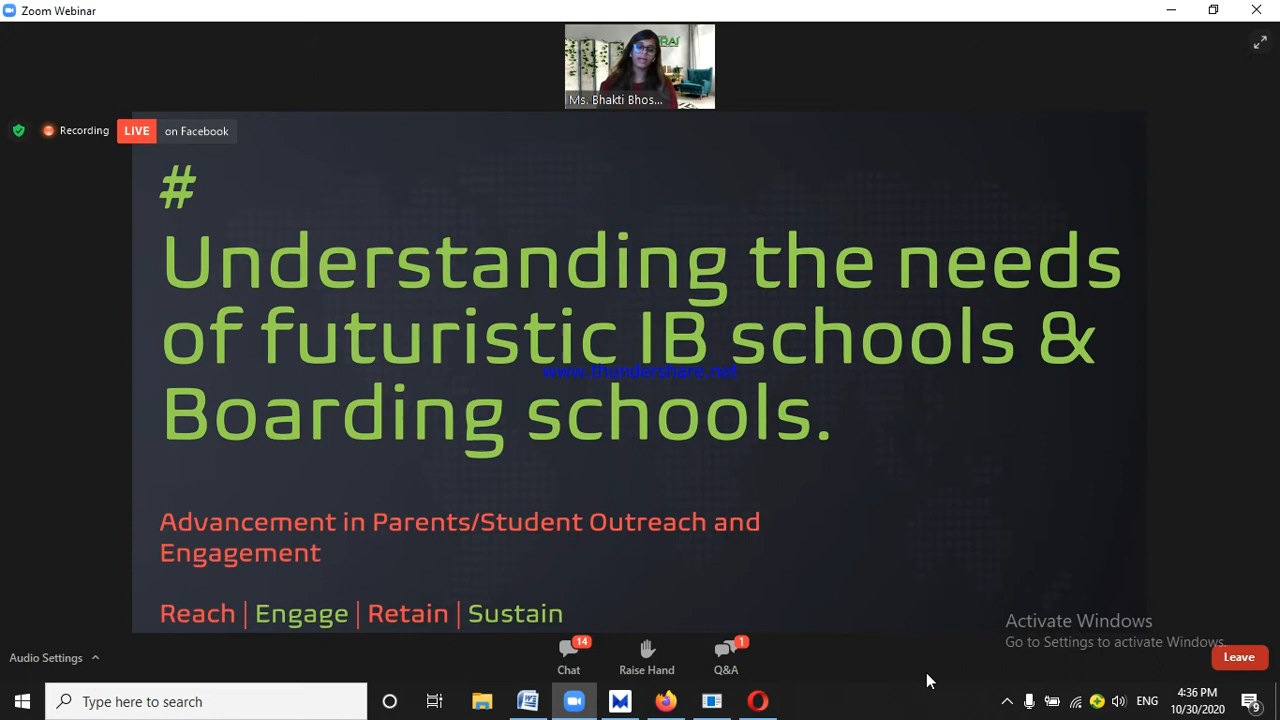 Zoom Webinar
Ms. Bhakti Bhos...
Recording
LIVE on Facebook
#
Understanding the needs
of futuristic IB schools &
Boarding schools.
www.thundershare.net
Advancement in Parents/Student Outreach and
Engagement
Reach | Engage | Retain | Sustain
Activate Windows
Go to Settings to activate Windows.
Audio Settings
14
Chat
Raise Hand
1
Q&A
Leave
Type here to search
W
ENG
4:36 PM
10/30/2020
9